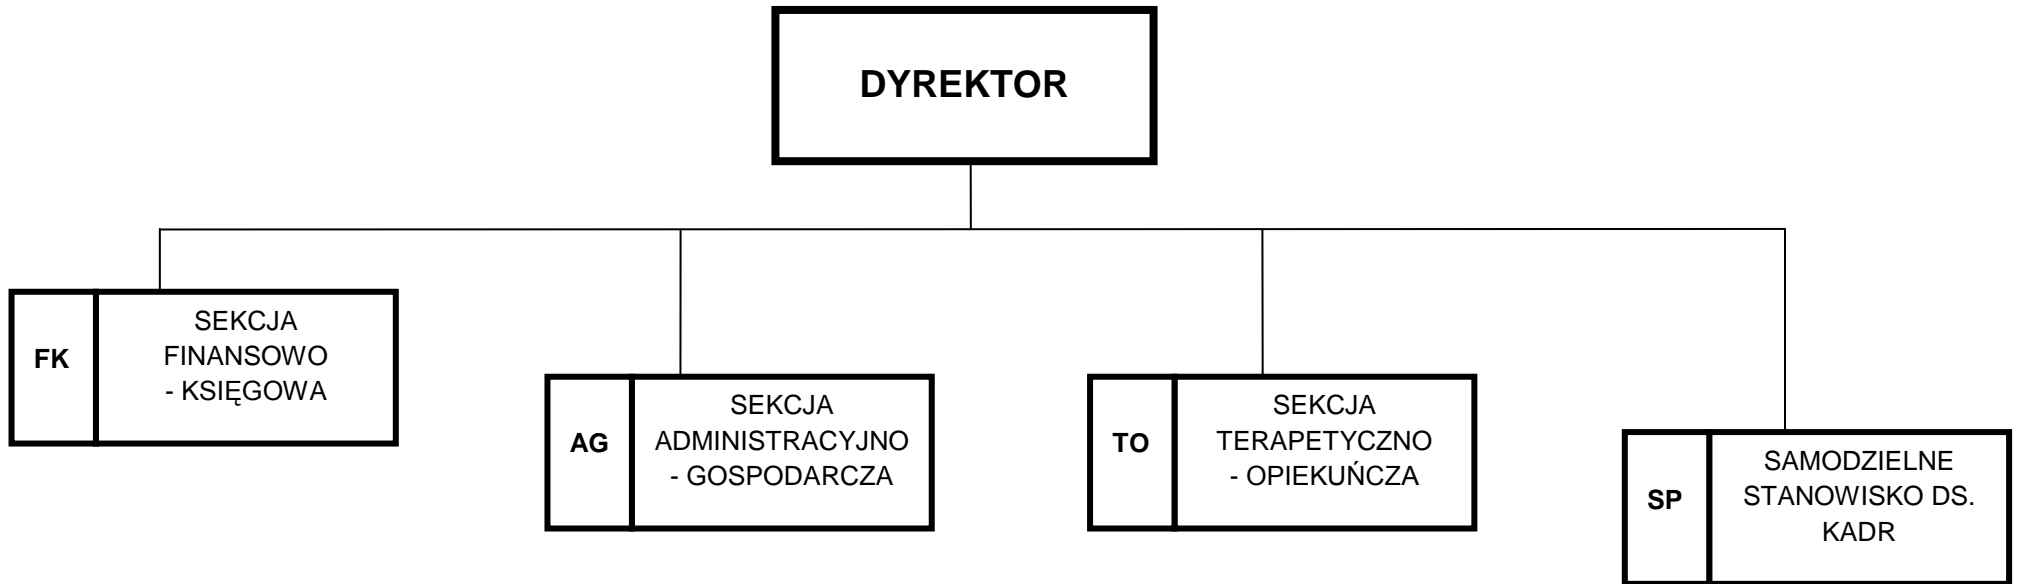 DYREKTOR
FK
SEKCJA
FINANSOWO
- KSIĘGOWA
AG
SEKCJA
ADMINISTRACYJNO
- GOSPODARCZA
TO
SEKCJA
TERAPETYCZNO
- OPIEKUŃCZA
SP
SAMODZIELNE
STANOWISKO DS.
KADR